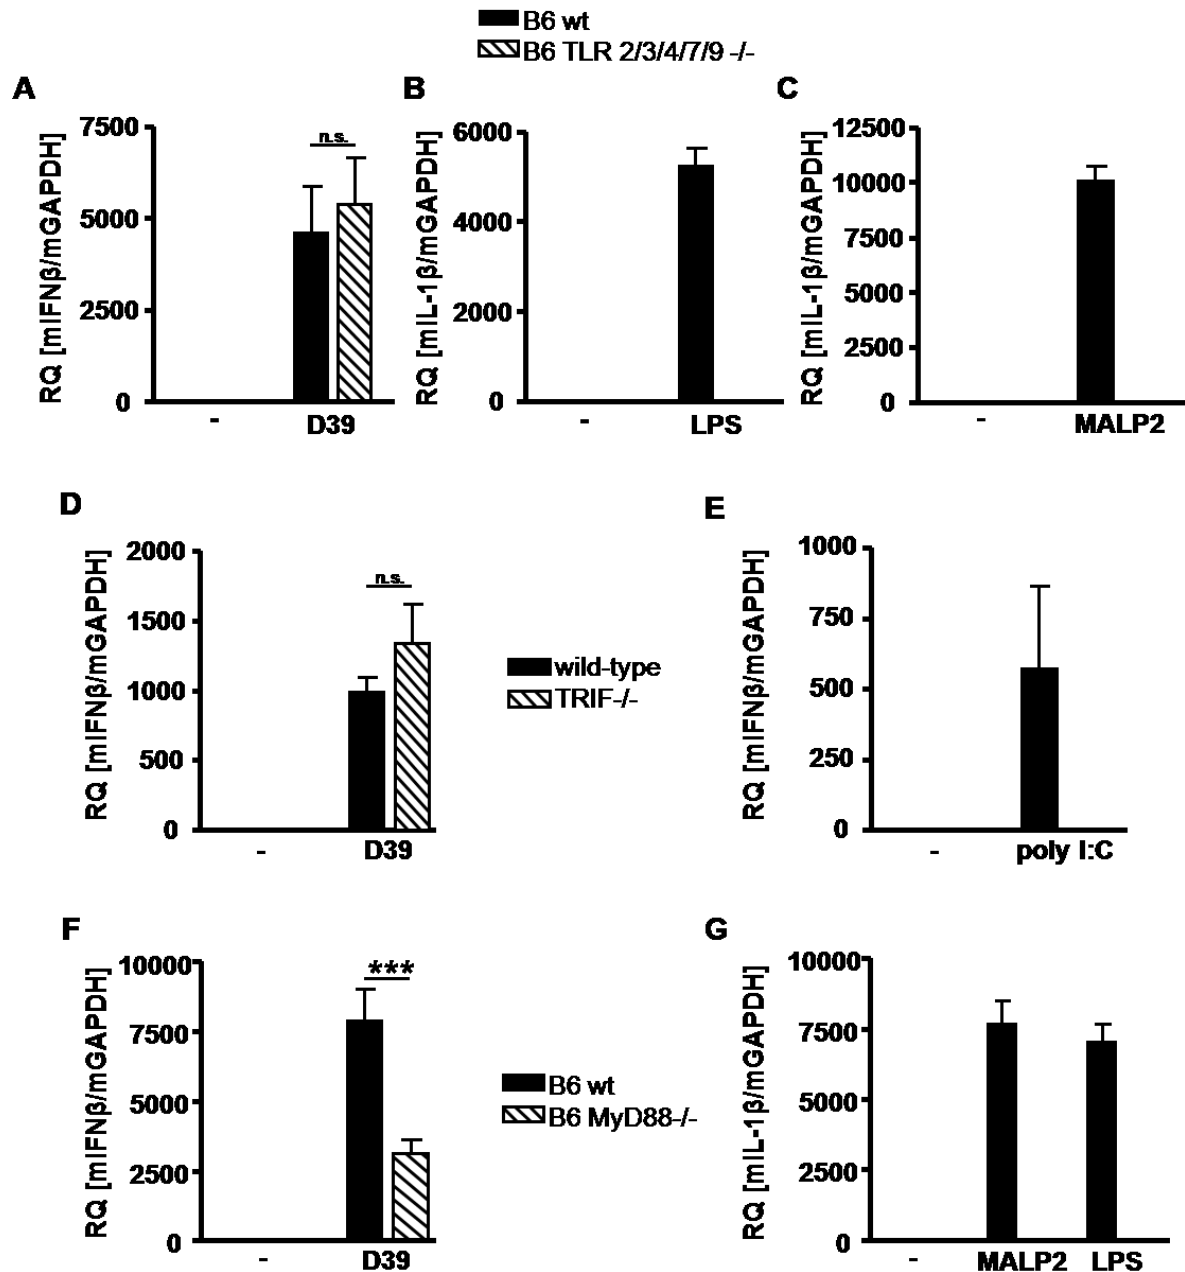 B6 wt
B6 TLR 2/3/4/7/9 -/-
A
RQ [mIFNβ/mGAPDH]
7500
5000
2500
0
n.s.
-
D39
B
RQ [mIL-1β/mGAPDH]
6000
4000
2000
0
-
LPS
C
RQ [mIL-1β/mGAPDH]
12500
10000
7500
5000
2500
0
-
MALP2
D
RQ [mIFNβ/mGAPDH]
2000
1500
1000
500
0
n.s.
-
D39
wild-type
TRIF-/-
E
RQ [mIFNβ/mGAPDH]
1000
750
500
250
0
-
poly I:C
F
RQ [mIFNβ/mGAPDH]
10000
7500
5000
2500
0
***
-
D39
B6 wt
B6 MyD88-/-
G
RQ [mIL-1β/mGAPDH]
10000
7500
5000
2500
0
-
MALP2
LPS